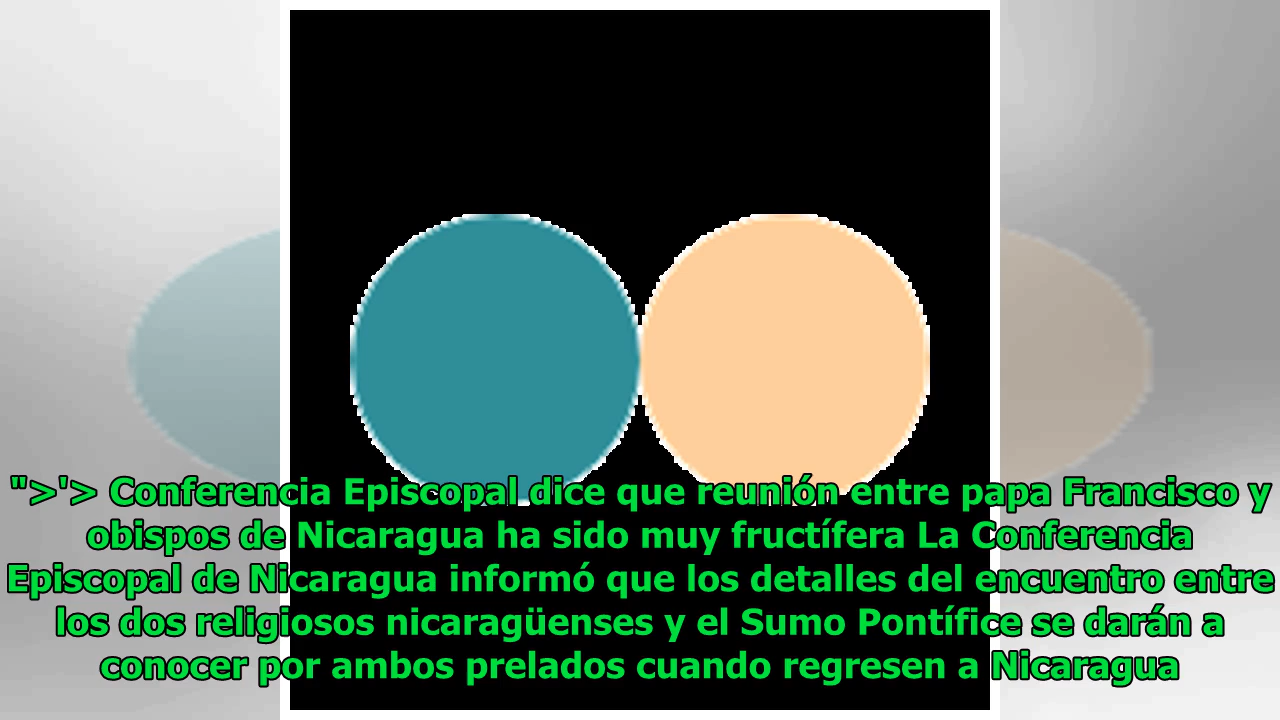 ">'> Conferencia Episcopal dice que reunión entre papa Francisco y
obispos de Nicaragua ha sido muy fructífera La Conferencia
Episcopal de Nicaragua informó que los detalles del encuentro entre
los dos religiosos nicaragüenses y el Sumo Pontífice se darán a
conocer por ambos prelados cuando regresen a Nicaragua